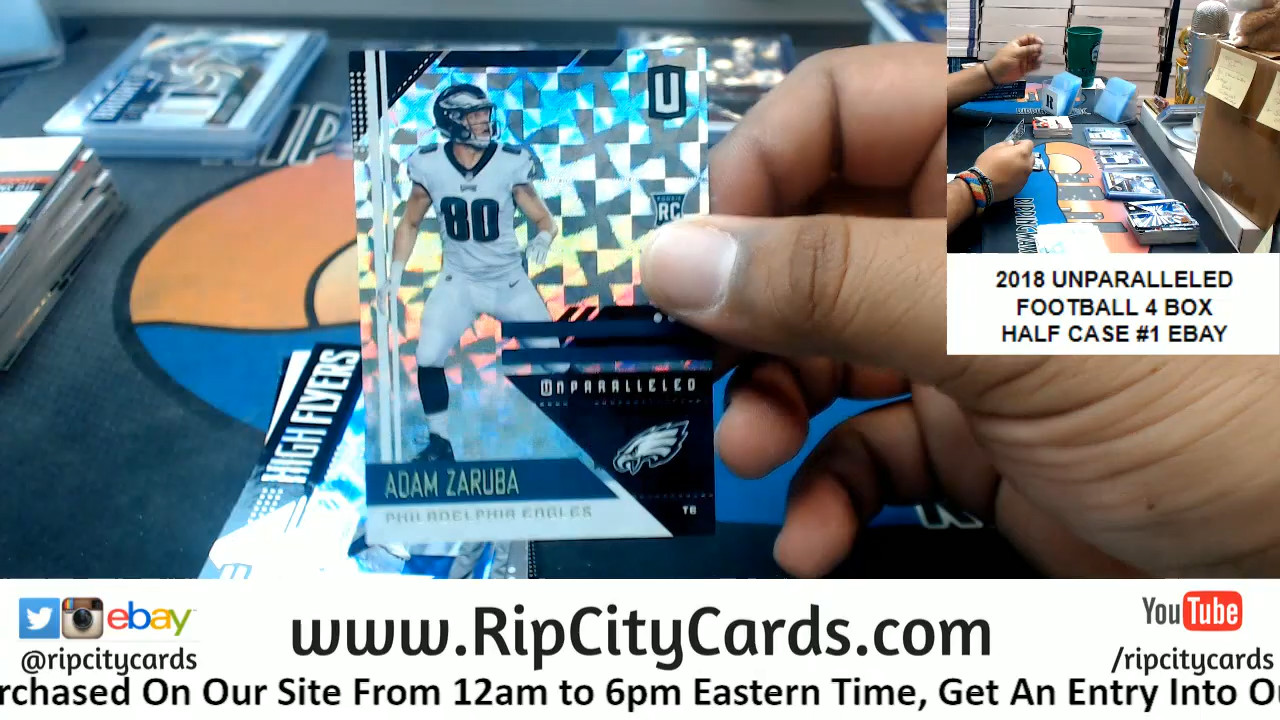 U
80
ROOKIE
RC
UNPARALLELED
ADAM ZARUBA
PHILADELPHIA EAGLES
TE
HIGH FLYERS
2018 UNPARALLELED
FOOTBALL 4 BOX
HALF CASE #1 EBAY
ebay
@ripcitycards
www.RipCityCards.com
YouTube
/ripcitycards
rchased On Our Site From 12am to 6pm Eastern Time, Get An Entry Into O